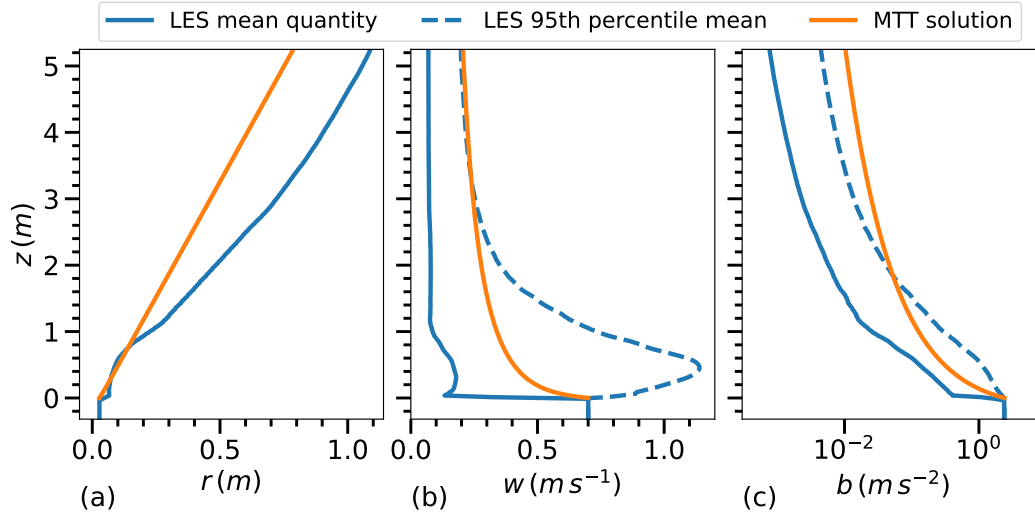 LES mean quantity LES 95th percentile mean MTT solution
5
4
3
2
1
0
z (m)
0.0 0.5 1.0 0.0 0.5 1.0 10⁻² 10⁰
r (m) w (m s⁻¹) b (m s⁻²)
(a) (b) (c)